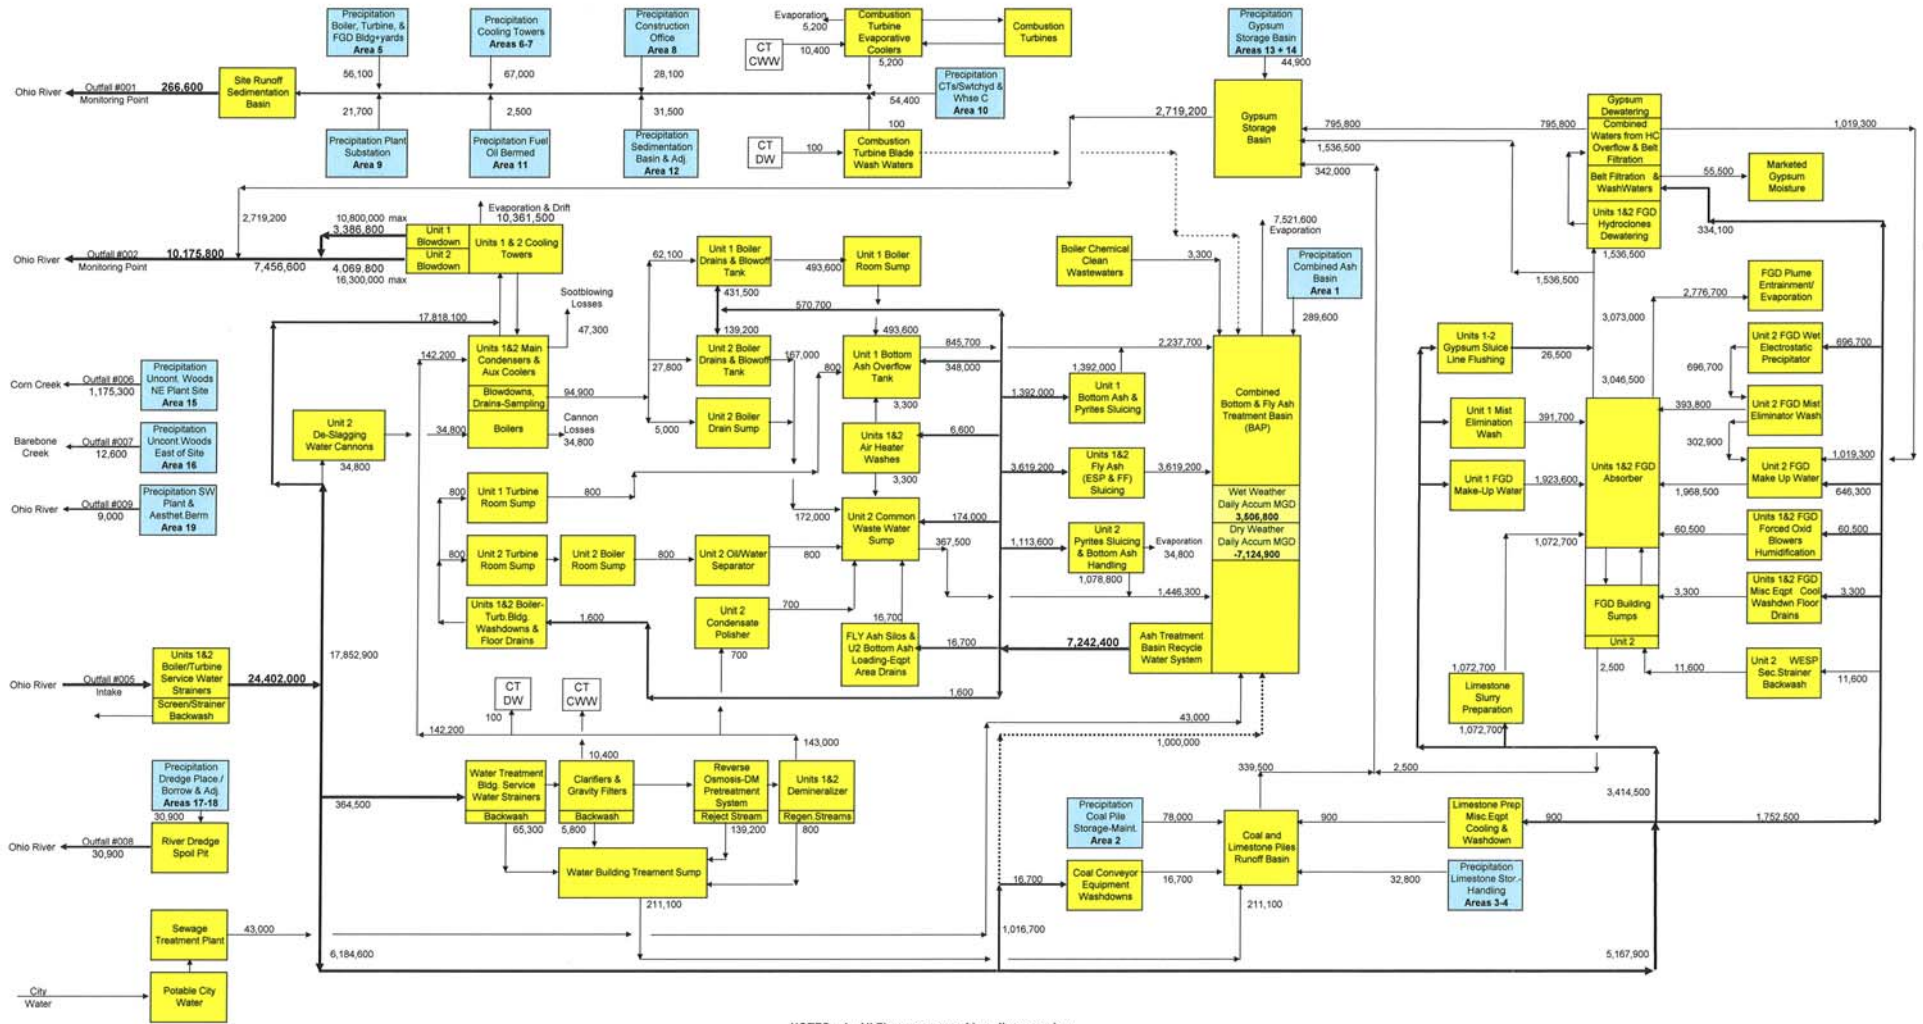 Precipitation
Boiler, Turbine, &
FGD Bldg+yards
Area 5
56,100
Precipitation
Cooling Towers
Areas 6-7
67,000
Precipitation
Construction
Office
Area 8
28,100
Evaporation
5,200
CT
CWW
10,400
Combustion
Turbine
Evaporative
Coolers
5,200
Combustion
Turbines
Precipitation
Gypsum
Storage Basin
Areas 13 + 14
44,900
Ohio River
Outfall #001
Monitoring Point
266,600
Site Runoff
Sedimentation
Basin
21,700
2,500
31,500
54,400
Precipitation
CTs/Swtchyd &
Whse C
Area 10
Precipitation Plant
Substation
Area 9
Precipitation Fuel
Oil Bermed
Area 11
Precipitation
Sedimentation
Basin & Adj.
Area 12
CT
DW
100
100
Combustion
Turbine Blade
Wash Waters
2,719,200
Gypsum
Storage
Basin
795,800
795,800
1,536,500
342,000
Gypsum
Dewatering
Combined
Waters from HC
Overflow & Belt
Filtration
Belt Filtration &
WashWaters
Units 1&2 FGD
Hydroclones
Dewatering
1,536,500
1,019,300
55,500
Marketed
Gypsum
Moisture
334,100
2,719,200
10,800,000 max
3,386,800
Evaporation & Drift
10,361,500
Unit 1
Blowdown
Unit 2
Blowdown
Units 1 & 2 Cooling
Towers
Ohio River
Outfall #002
Monitoring Point
10,175,800
7,456,600
4,069,800
16,300,000 max
62,100
Unit 1 Boiler
Drains & Blowoff
Tank
431,500
493,600
Unit 1 Boiler
Room Sump
Boiler Chemical
Clean
Wastewaters
3,300
7,521,600
Evaporation
Precipitation
Combined Ash
Basin
Area 1
289,600
1,536,500
3,073,000
2,776,700
FGD Plume
Entrainment/
Evaporation
Sootblowing
Losses
47,300
17,818,100
570,700
142,200
Units 1&2 Main
Condensers &
Aux Coolers
Blowdowns,
Drains-Sampling
Boilers
94,900
34,800
Cannon
Losses
34,800
27,800
5,000
139,200
Unit 2 Boiler
Drains & Blowoff
Tank
167,000
Unit 2 Boiler
Drain Sump
800
493,600
Unit 1 Bottom
Ash Overflow
Tank
845,700
348,000
3,300
2,237,700
1,392,000
1,392,000
Unit 1
Bottom Ash &
Pyrites Sluicing
Combined
Bottom & Fly Ash
Treatment Basin
(BAP)
Units 1-2
Gypsum Sluice
Line Flushing
26,500
3,046,500
Unit 2 FGD Wet
Electrostatic
Precipitator
696,700
696,700
Corn Creek
Outfall #006
1,175,300
Precipitation
Uncont. Woods
NE Plant Site
Area 15
Barebone
Creek
Outfall #007
12,600
Precipitation
Uncont.Woods
East of Site
Area 16
Ohio River
Outfall #009
9,000
Precipitation SW
Plant &
Aesthet.Berm
Area 19
Unit 2
De-Slagging
Water Cannons
34,800
Units 1&2
Air Heater
Washes
6,600
3,300
3,619,200
Units 1&2
Fly Ash
(ESP & FF)
Sluicing
3,619,200
Unit 1 Mist
Elimination
Wash
391,700
Unit 1 FGD
Make-Up Water
1,923,600
Units 1&2 FGD
Absorber
393,800
Unit 2 FGD Mist
Eliminator Wash
302,900
1,968,500
Unit 2 FGD
Make Up Water
1,019,300
646,300
800
Unit 1 Turbine
Room Sump
800
800
Unit 2 Turbine
Room Sump
Unit 2 Boiler
Room Sump
800
Unit 2 Oil/Water
Separator
800
172,000
Unit 2 Common
Waste Water
Sump
174,000
367,500
1,113,600
Unit 2
Pyrites Sluicing
& Bottom Ash
Handling
Evaporation
34,800
1,078,800
1,446,300
Wet Weather
Daily Accum MGD
3,506,800
Dry Weather
Daily Accum MGD
-7,124,900
1,072,700
60,500
Units 1&2 FGD
Forced Oxid
Blowers
Humidification
60,500
FGD Building
Sumps
Unit 2
3,300
Units 1&2 FGD
Misc Eqpt Cool
Washdwn Floor
Drains
3,300
Units 1&2 Boiler-
Turb.Bldg.
Washdowns &
Floor Drains
1,600
Unit 2
Condensate
Polisher
700
700
16,700
FLY Ash Silos &
U2 Bottom Ash
Loading-Eqpt
Area Drains
16,700
7,242,400
Ash Treatment
Basin Recycle
Water System
1,600
Ohio River
Outfall #005
Intake
Units 1&2
Boiler/Turbine
Service Water
Strainers
Screen/Strainer
Backwash
24,402,000
17,852,900
2,500
11,600
Unit 2 WESP
Sec.Strainer
Backwash
11,600
1,072,700
Limestone
Slurry
Preparation
1,072,700
CT
DW
100
CT
CWW
142,200
10,400
143,000
43,000
1,000,000
339,500
2,500
3,414,500
Precipitation
Dredge Place./
Borrow & Adj.
Areas 17-18
30,900
Ohio River
Outfall #008
30,900
River Dredge
Spoil Pit
364,500
Water Treatment
Bldg. Service
Water Strainers
Backwash
65,300
Clarifiers &
Gravity Filters
Backwash
5,800
Reverse
Osmosis-DM
Pretreatment
System
Reject Stream
139,200
Units 1&2
Demineralizer
Regen.Streams
800
Water Building Treament Sump
211,100
Precipitation
Coal Pile
Storage-Maint.
Area 2
78,000
Coal and
Limestone Piles
Runoff Basin
900
Limestone Prep
Misc.Eqpt
Cooling &
Washdown
900
1,752,500
16,700
Coal Conveyor
Equipment
Washdowns
16,700
211,100
32,800
Precipitation
Limestone Stor.-
Handling
Areas 3-4
Sewage
Treatment Plant
43,000
6,184,600
1,016,700
5,167,900
City
Water
Potable City
Water